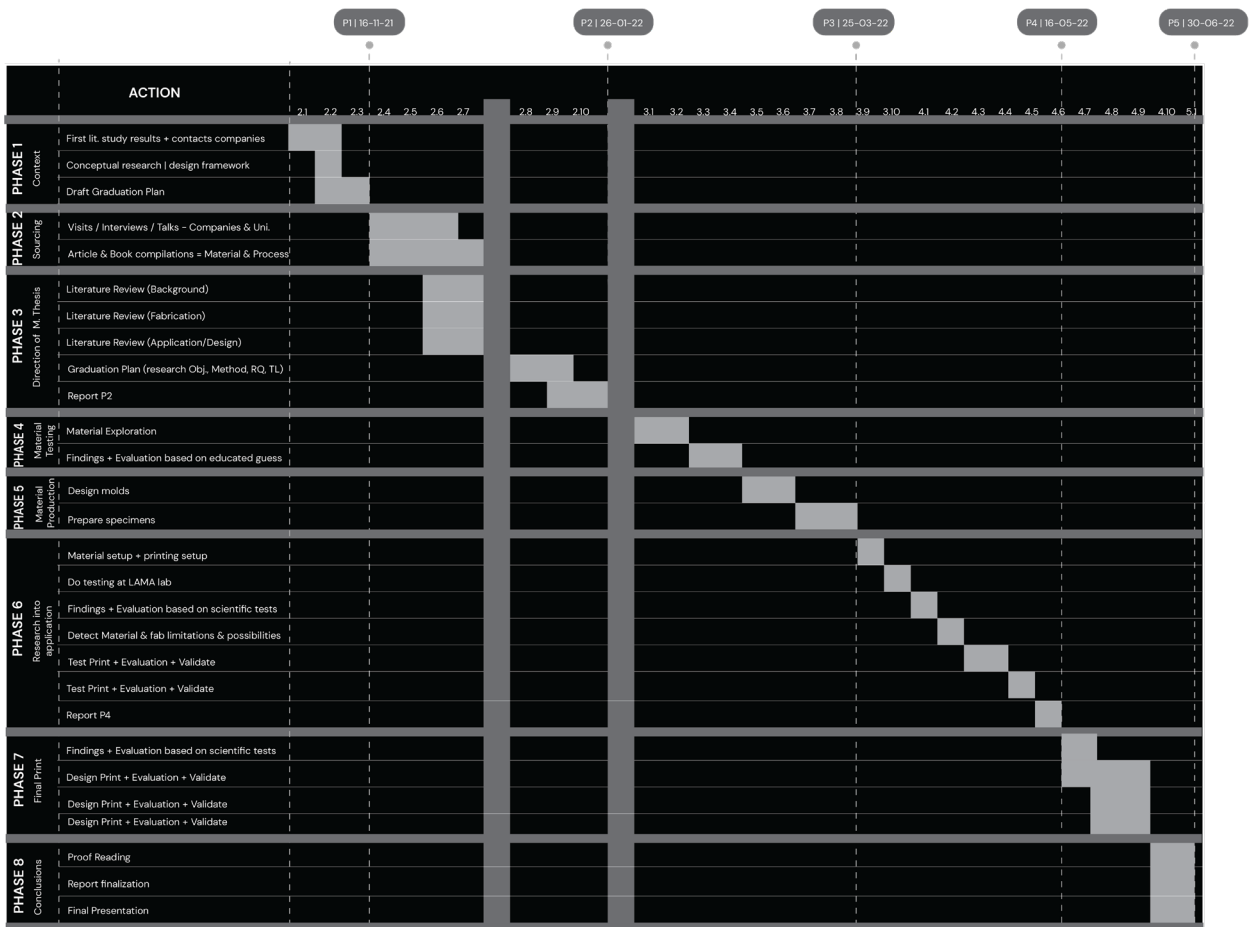 P1 | 16-11-21
P2 | 26-01-22
P3 | 25-03-22
P4 | 16-05-22
P5 | 30-06-22
ACTION
2.1 2.2 2.3 2.4 2.5 2.6 2.7 2.8 2.9 2.10 3.1 3.2 3.3 3.4 3.5 3.6 3.7 3.8 3.9 3.10 4.1 4.2 4.3 4.4 4.5 4.6 4.7 4.8 4.9 4.10 5.1
PHASE 1
Context
First lit. study results + contacts companies
Conceptual research | design framework
Draft Graduation Plan
PHASE 2
Sourcing
Visits / Interviews / Talks - Companies & Uni.
Article & Book compilations = Material & Process
PHASE 3
Direction of M. Thesis
Literature Review (Background)
Literature Review (Fabrication)
Literature Review (Application/Design)
Graduation Plan (research Obj., Method, RQ, TL)
Report P2
PHASE 4
Material
Testing
Material Exploration
Findings + Evaluation based on educated guess
PHASE 5
Material
Production
Design molds
Prepare specimens
PHASE 6
Research into
application
Material setup + printing setup
Do testing at LAMA lab
Findings + Evaluation based on scientific tests
Detect Material & fab limitations & possibilities
Test Print + Evaluation + Validate
Test Print + Evaluation + Validate
Report P4
PHASE 7
Final Print
Findings + Evaluation based on scientific tests
Design Print + Evaluation + Validate
Design Print + Evaluation + Validate
Design Print + Evaluation + Validate
PHASE 8
Conclusions
Proof Reading
Report finalization
Final Presentation